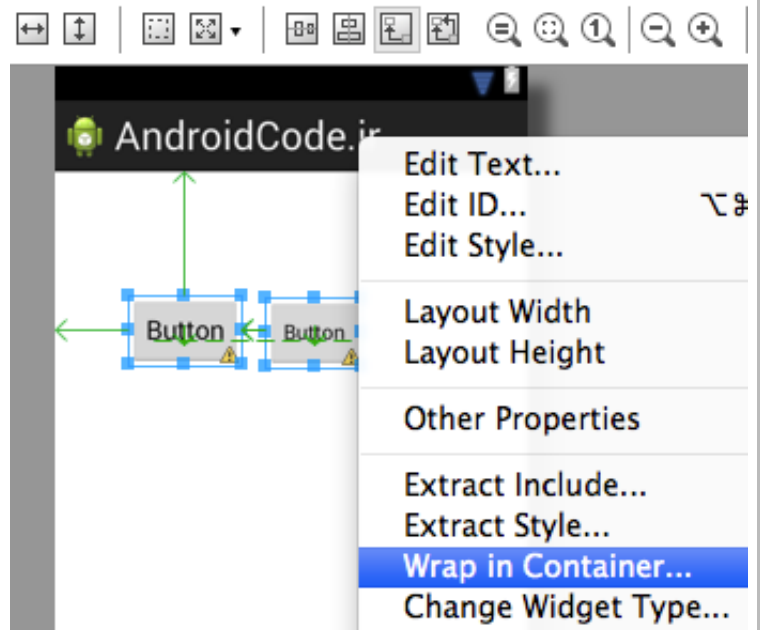 AndroidCode.ir
Edit Text...
Edit ID... ⌥⌘
Edit Style...
Layout Width
Layout Height
Other Properties
Extract Include...
Extract Style...
Wrap in Container...
Change Widget Type...
Button Button
1